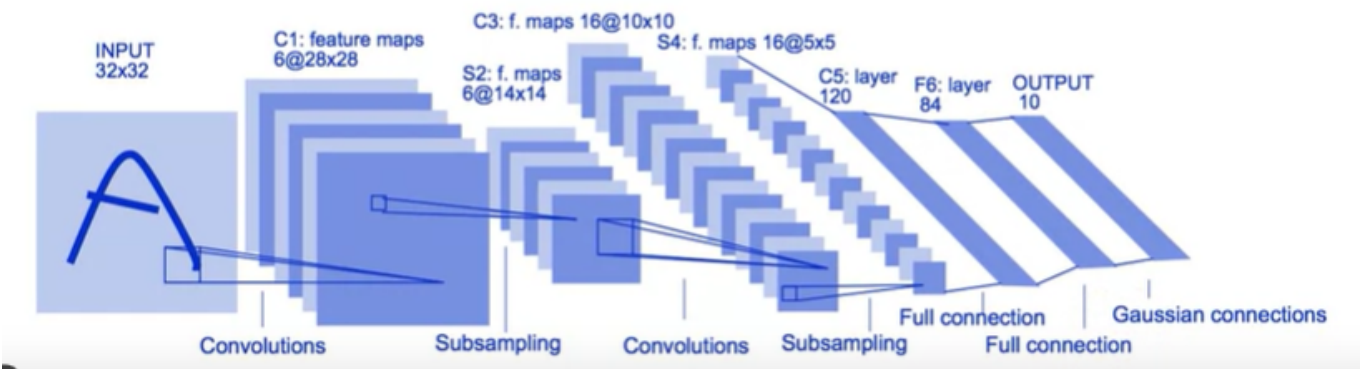 INPUT
32x32
C1: feature maps
6@28x28
S2: f. maps
6@14x14
C3: f. maps 16@10x10
S4: f. maps 16@5x5
C5: layer
120
F6: layer
84
OUTPUT
10
A
Convolutions
Subsampling
Convolutions
Subsampling
Full connection
Full connection
Gaussian connections